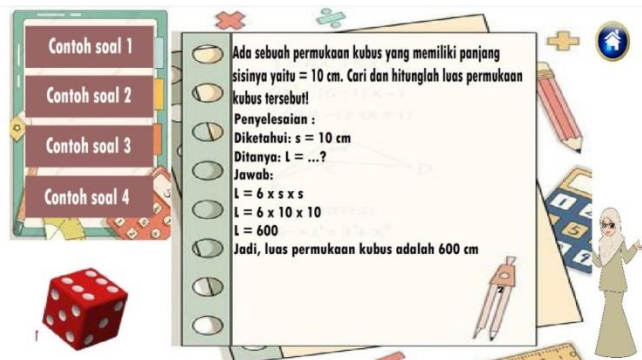 Contoh soal 1
Contoh soal 2
Contoh soal 3
Contoh soal 4
Ada sebuah permukaan kubus yang memiliki panjang
sisinya yaitu = 10 cm. Cari dan hitunglah luas permukaan
kubus tersebut!
Penyelesaian :
Diketahui: s = 10 cm
Ditanya: L = ...?
Jawab:
L = 6 x s x s
L = 6 x 10 x 10
L = 600
Jadi, luas permukaan kubus adalah 600 cm